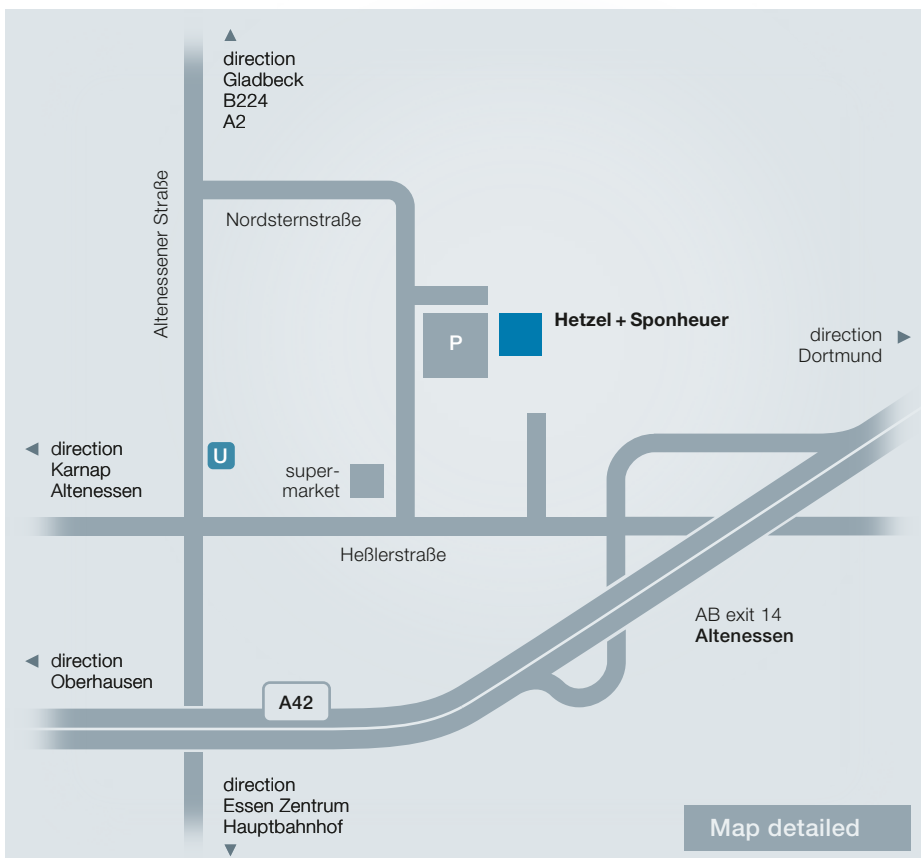 direction
Gladbeck
B224
A2
Altenessener Straße
Nordsternstraße
Hetzel + Sponheuer
P
direction
Dortmund
direction
Karnap
Altenessen
U
super-
market
Heßlerstraße
AB exit 14
Altenessen
direction
Oberhausen
A42
direction
Essen Zentrum
Hauptbahnhof
Map detailed